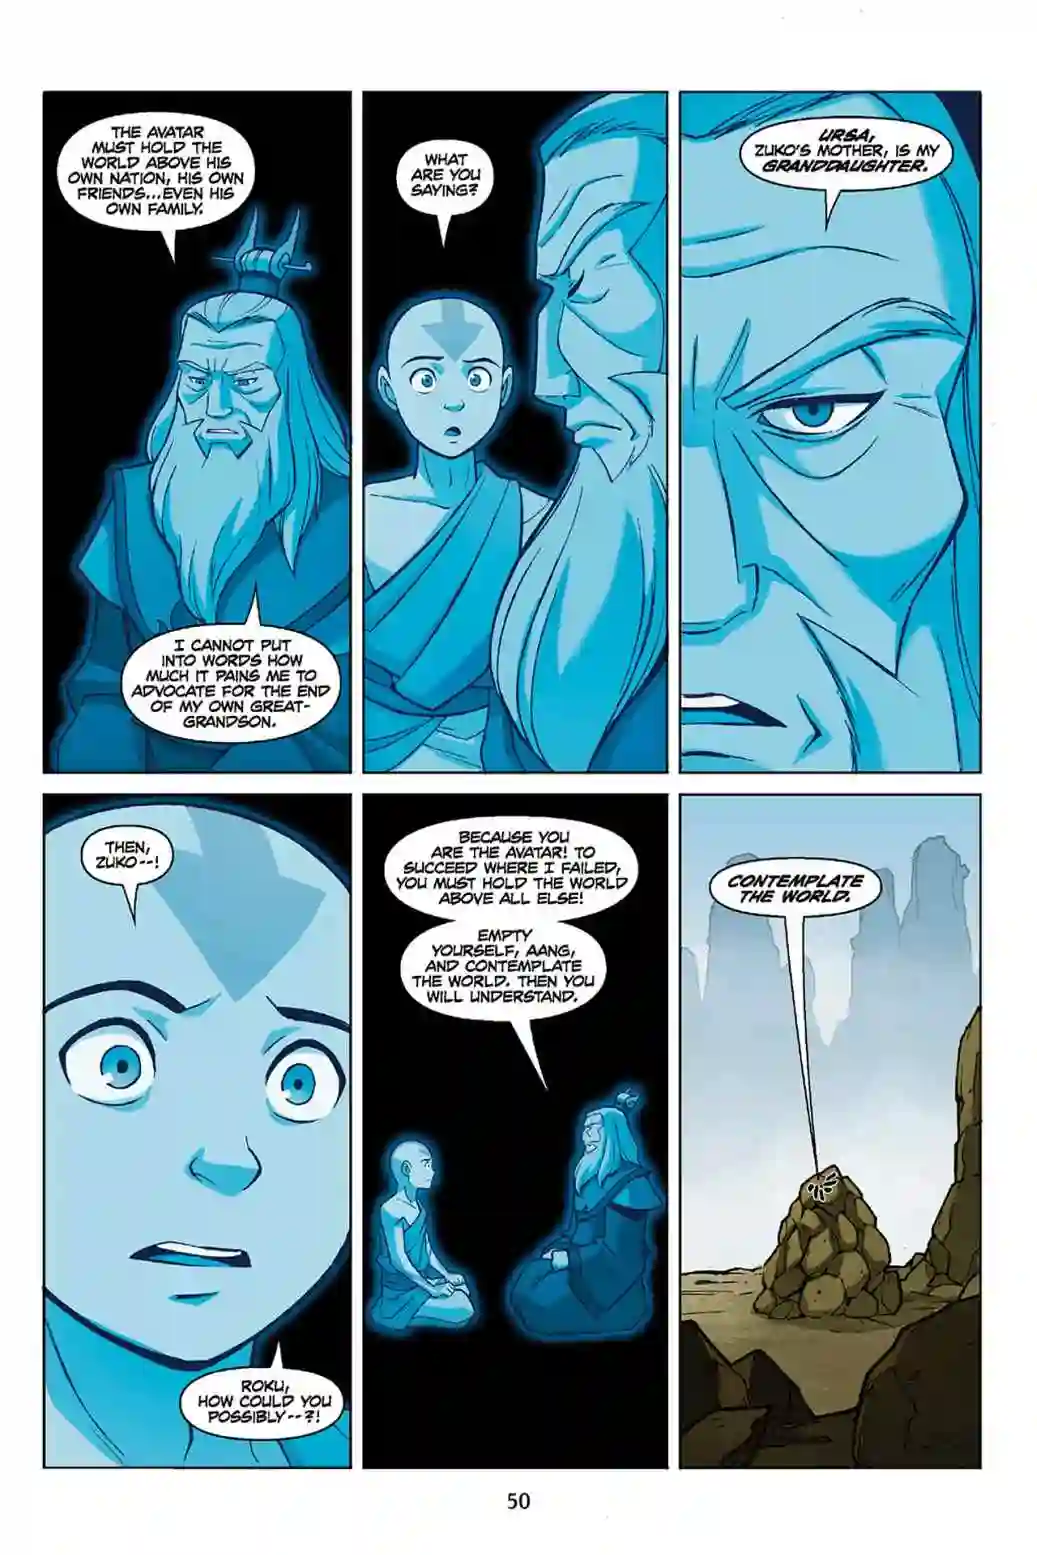 THE AVATAR
MUST HOLD THE
WORLD ABOVE HIS
OWN NATION, HIS OWN
FRIENDS...EVEN HIS
OWN FAMILY.
I CANNOT PUT
INTO WORDS HOW
MUCH IT PAINS ME TO
ADVOCATE FOR THE END
OF MY OWN GREAT-
GRANDSON.
WHAT
ARE YOU
SAYING?
URSA,
ZUKO'S MOTHER, IS MY
GRANDDAUGHTER.
THEN,
ZUKO--!
ROKU,
HOW COULD YOU
POSSIBLY--?!
BECAUSE YOU
ARE THE AVATAR! TO
SUCCEED WHERE I FAILED,
YOU MUST HOLD THE WORLD
ABOVE ALL ELSE!
EMPTY
YOURSELF, AANG,
AND CONTEMPLATE
THE WORLD. THEN YOU
WILL UNDERSTAND.
CONTEMPLATE
THE WORLD.
50